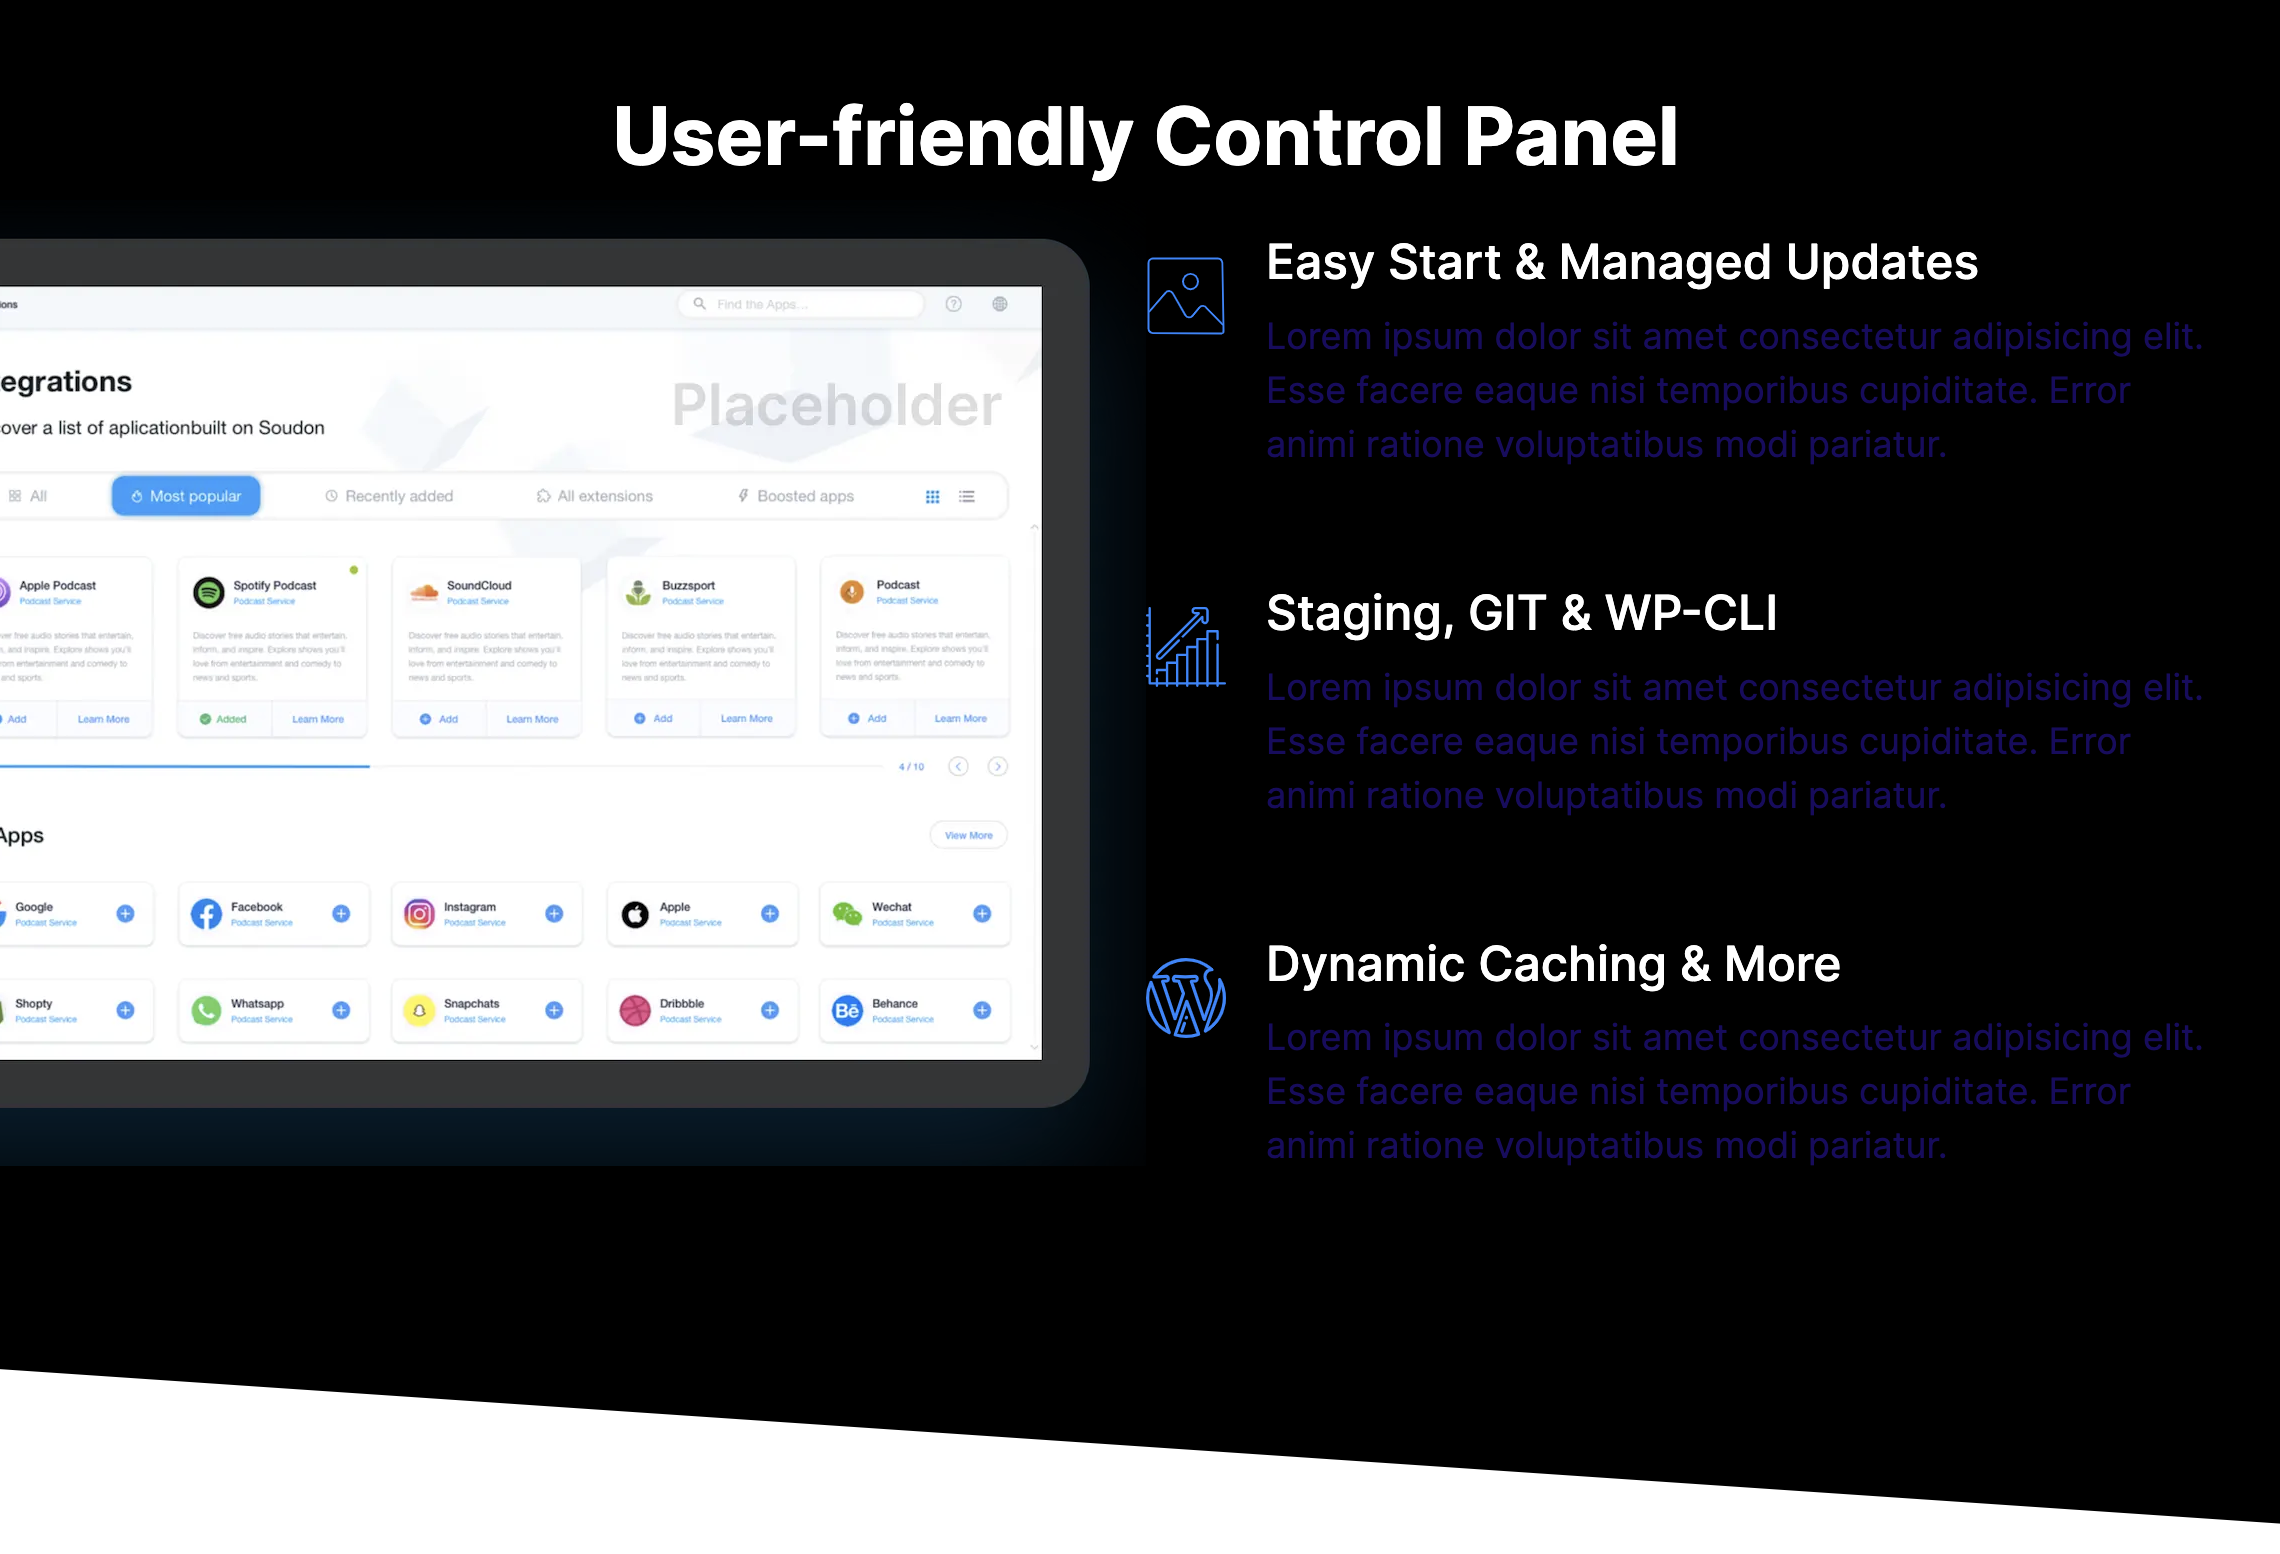 User-friendly Control Panel
ions
Find the Apps...
tegrations
cover a list of aplicationbuilt on Soudon
Placeholder
All Most popular Recently added All extensions Boosted apps
Apple Podcast
Podcast Service
ver free audio stories that entertain,
, and inspire. Explore shows you'll
om entertainment and comedy to
and sports.
Add Learn More
Spotify Podcast
Podcast Service
Discover free audio stories that entertain,
inform, and inspire. Explore shows you'll
love from entertainment and comedy to
news and sports.
Added Learn More
SoundCloud
Podcast Service
Discover free audio stories that entertain,
inform, and inspire. Explore shows you'll
love from entertainment and comedy to
news and sports.
Add Learn More
Buzzsport
Podcast Service
Discover free audio stories that entertain,
inform, and inspire. Explore shows you'll
love from entertainment and comedy to
news and sports.
Add Learn More
Podcast
Podcast Service
Discover free audio stories that entertain,
inform, and inspire. Explore shows you'll
love from entertainment and comedy to
news and sports.
Add Learn More
4 / 10
Apps
View More
Google
Podcast Service
Facebook
Podcast Service
Instagram
Podcast Service
Apple
Podcast Service
Wechat
Podcast Service
Shopty
Podcast Service
Whatsapp
Podcast Service
Snapchats
Podcast Service
Dribbble
Podcast Service
Bē
Behance
Podcast Service
Easy Start & Managed Updates
Lorem ipsum dolor sit amet consectetur adipisicing elit.
Esse facere eaque nisi temporibus cupiditate. Error
animi ratione voluptatibus modi pariatur.
Staging, GIT & WP-CLI
Lorem ipsum dolor sit amet consectetur adipisicing elit.
Esse facere eaque nisi temporibus cupiditate. Error
animi ratione voluptatibus modi pariatur.
Dynamic Caching & More
Lorem ipsum dolor sit amet consectetur adipisicing elit.
Esse facere eaque nisi temporibus cupiditate. Error
animi ratione voluptatibus modi pariatur.